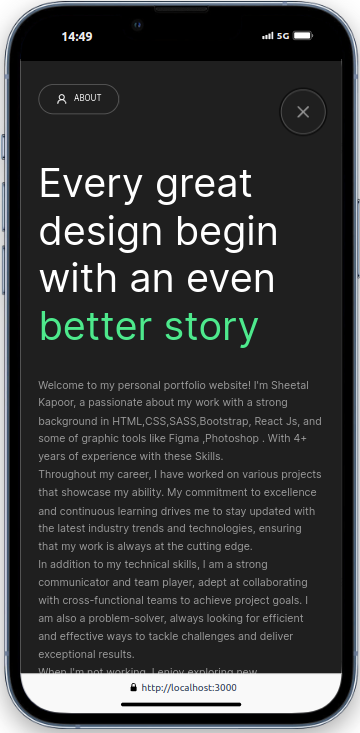 14:49
5G
ABOUT
Every great
design begin
with an even
better story
Welcome to my personal portfolio website! I'm Sheetal
Kapoor, a passionate about my work with a strong
background in HTML,CSS,SASS,Bootstrap, React Js, and
some of graphic tools like Figma ,Photoshop . With 4+
years of experience with these Skills.
Throughout my career, I have worked on various projects
that showcase my ability. My commitment to excellence
and continuous learning drives me to stay updated with
the latest industry trends and technologies, ensuring
that my work is always at the cutting edge.
In addition to my technical skills, I am a strong
communicator and team player, adept at collaborating
with cross-functional teams to achieve project goals. I
am also a problem-solver, always looking for efficient
and effective ways to tackle challenges and deliver
exceptional results.
When I'm not working, I enjoy exploring new
http://localhost:3000